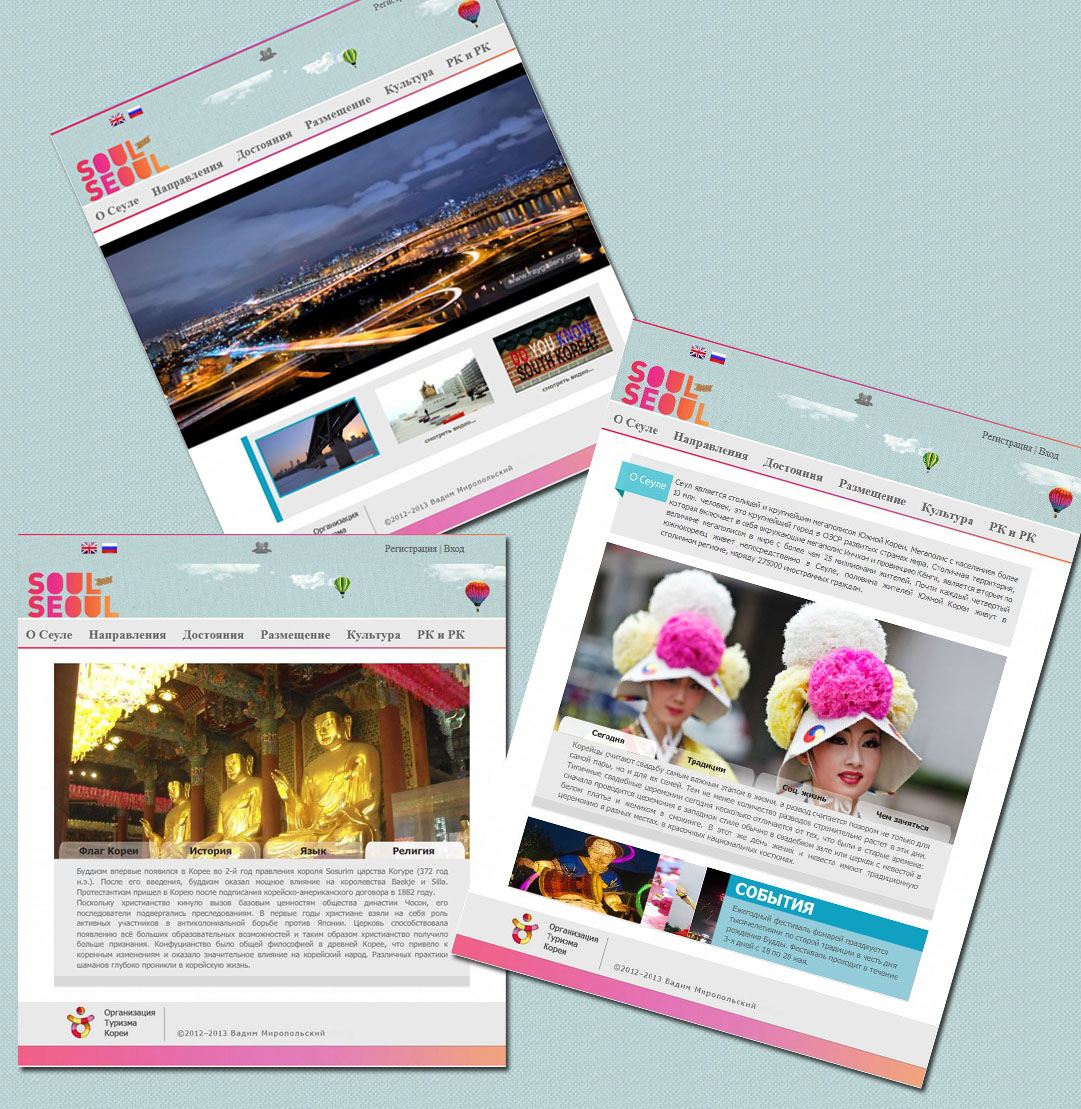 Регистра
SOUL
SEOUL
О Сеуле Направления Достояния Размещение Культура РК и РК
www.raygallery.org
DO YOU KNOW
SOUTH KOREA?
смотреть видео...
смотреть видео...
Организация
©2012-2013 Вадим Миропольский
SOUL
SEOUL
Регистрация | Вход
О Сеуле Направления Достояния Размещение Культура РК и РК
О Сеуле
Сеул является столицей и крупнейшим мегаполисом Южной Корей. Мегаполис с населением более
10 млн. человек, это крупнейший город в ОЭСР развитых странах мира. Столичная территория,
которая включает в себя окружающие мегаполис Инчхон и провинцию Кёнги, является вторым по
величине мегаполисом в мире с более чем 25 миллионами жителей. Почти каждый четвертый
южнокореец живет непосредственно в Сеуле, половина жителей Южной Кореи живут в
столичном регионе, наряду 275000 иностранных граждан.
Сегодня Традиции Соц. жизнь Чем заняться
Корейцы считают свадьбу самым важным этапом в жизни, а развод считается позором не только для
самой пары, но и для их семей. Тем не менее количество разводов стремительно растет в эти дни.
Типичные свадебные церемонии сегодня несколько отличается от тех, что были в старые времена:
сначала проводится церемония в западном стиле обычно в свадебном зале или церкви с невестой в
белом платье и женихом в смокинге. В этот же день жених и невеста имеют традиционную
церемонию в разных местах, в красочных национальных костюмах.
СОБЫТИЯ
Ежегодный фестиваль фонарей празднуется
тысячелетиями по старой традиции в честь дня
рождения Будды. Фестиваль проходит в течение
3-х дней с 18 по 20 мая.
Организация
Туризма
Кореи
©2012-2013 Вадим Миропольский
Регистрация | Вход
SOUL
SEOUL
О Сеуле Направления Достояния Размещение Культура РК и РК
Флаг Кореи История Язык Религия
Буддизм впервые появился в Корее во 2-й год правления короля Sosurim царства Когуре (372 год
н.э.). После его введения, буддизм оказал мощное влияние на королевства Baekje и Silla.
Протестантизм пришел в Корею после подписания корейско-американского договора в 1882 году.
Поскольку христианство кинуло вызов базовым ценностям общества династии Чосон, его
последователи подвергались преследованиям. В первые годы христиане взяли на себя роль
активных участников в антиколониальной борьбе против Японии. Церковь способствовала
появлению всё больших образовательных возможностей и таким образом христианство получило
больше признания. Конфуцианство было общей философией в древней Корее, что привело к
коренным изменениям и оказало значительное влияние на корейский народ. Различных практики
шаманов глубоко проникли в корейскую жизнь.
Организация
Туризма
Кореи
©2012-2013 Вадим Миропольский